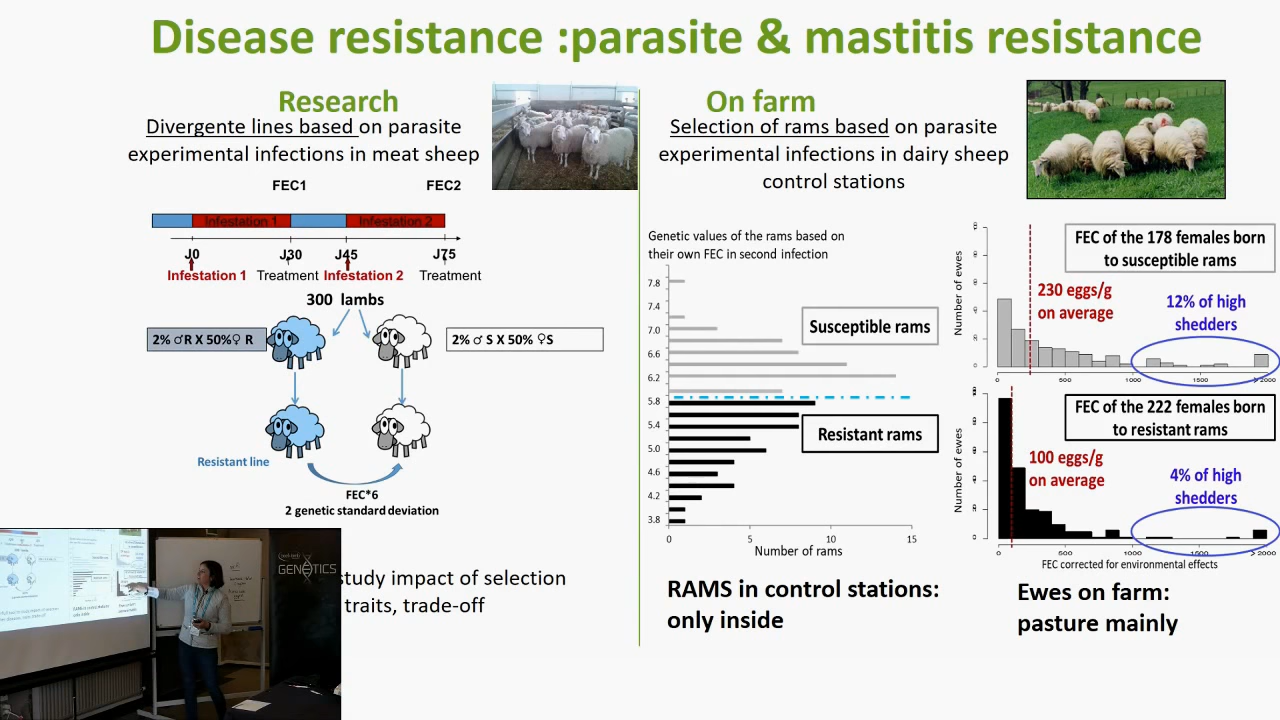 Disease resistance :parasite & mastitis resistance
Research
Divergente lines based on parasite
experimental infections in meat sheep
FEC1 FEC2
Infestation 1 Infestation 2
J0 J30 J45 J75
Infestation 1 Treatment Infestation 2 Treatment
300 lambs
2% ♂R X 50%♀ R
2% ♂ S X 50% ♀S
Resistant line
FEC*6
2 genetic standard deviation
study impact of selection
traits, trade-off
GENETICS
On farm
Selection of rams based on parasite
experimental infections in dairy sheep
control stations
Genetic values of the rams based on
their own FEC in second infection
7.8
7.4
7.0
6.6
6.2
5.8
5.4
5.0
4.6
4.2
3.8
0 5 10 15
Number of rams
Susceptible rams
Resistant rams
RAMS in control stations:
only inside
Number of ewes
FEC of the 178 females born
to susceptible rams
230 eggs/g
on average
12% of high
shedders
0 500 1000 1500 > 2000
Number of ewes
FEC of the 222 females born
to resistant rams
100 eggs/g
on average
4% of high
shedders
0 500 1000 1500 > 2000
FEC corrected for environmental effects
Ewes on farm:
pasture mainly